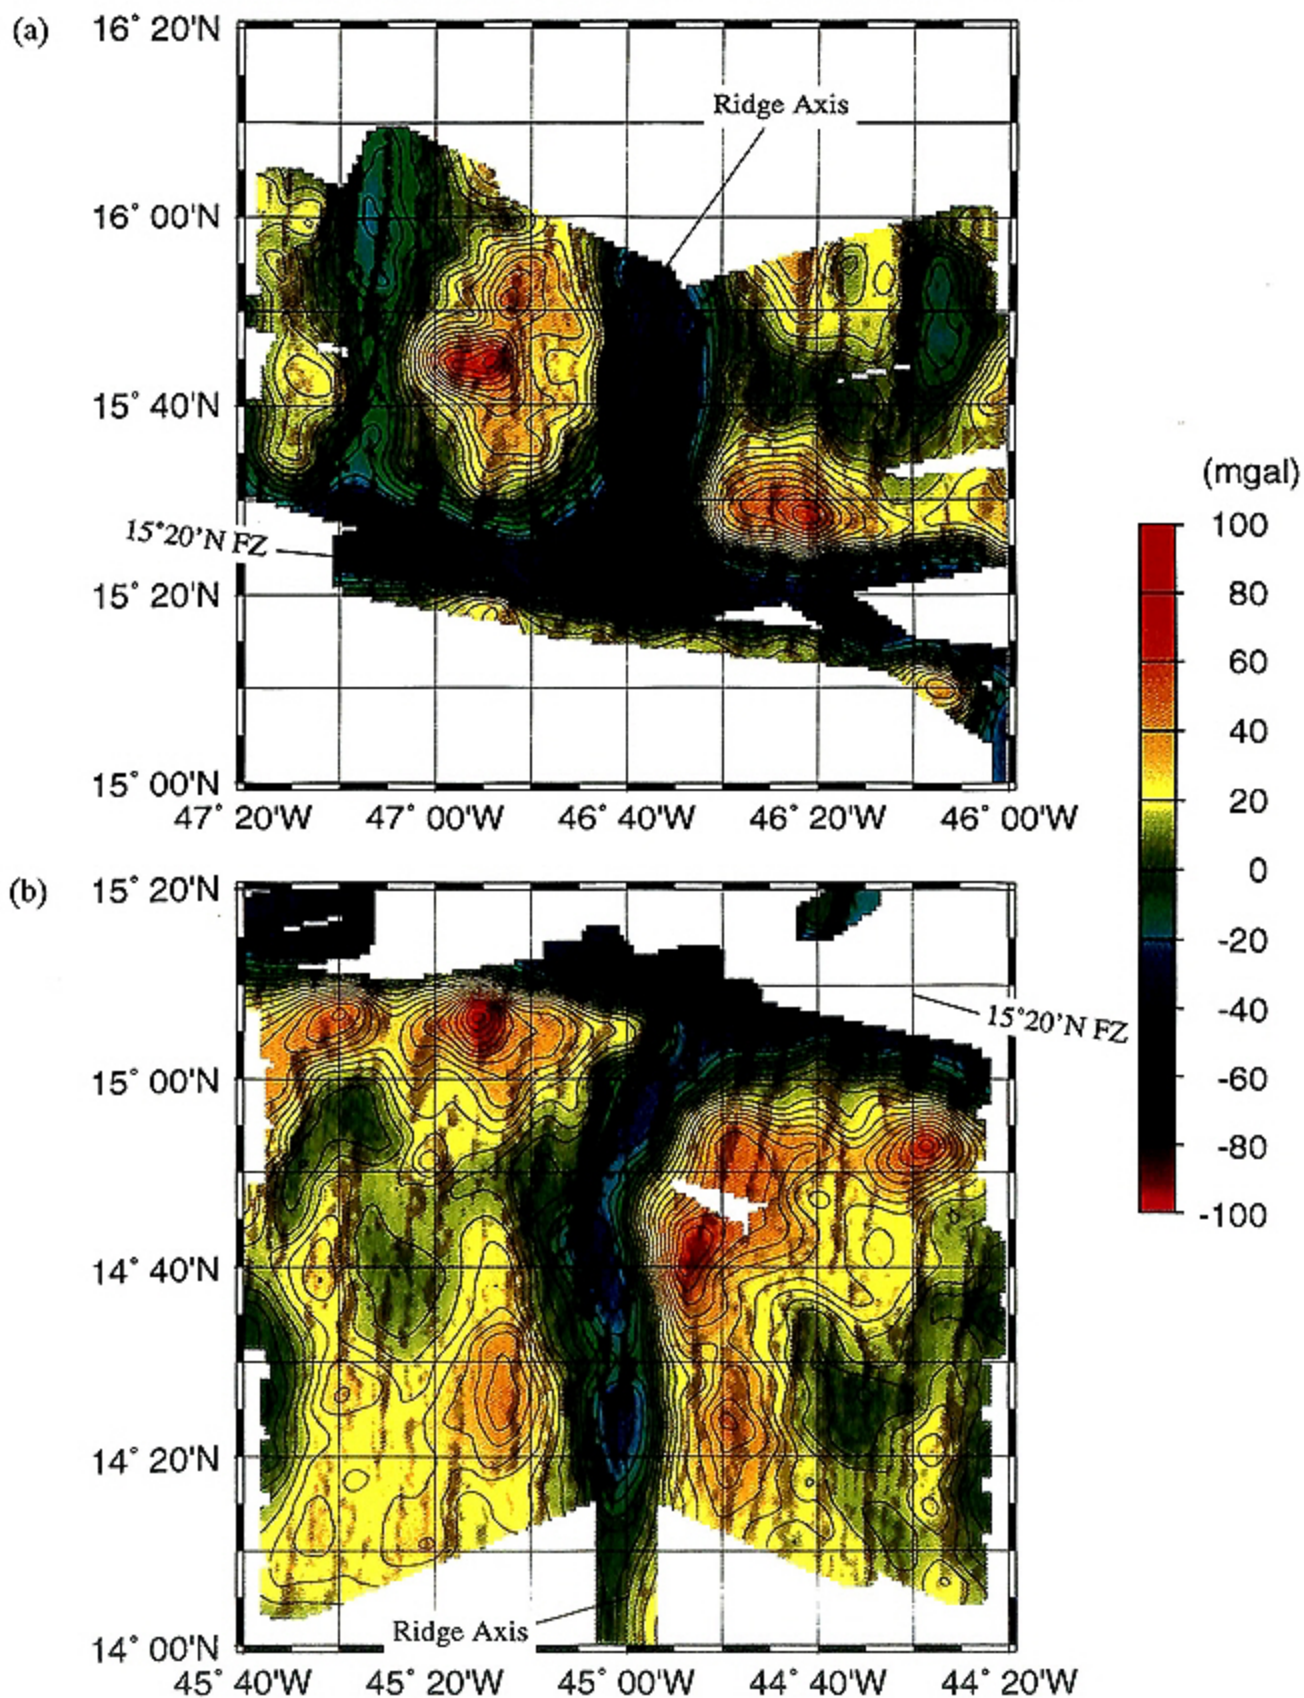 (a)
16° 20'N
Ridge Axis
16° 00'N
15° 40'N
15°20'N FZ
15° 20'N
15° 00'N
47° 20'W 47° 00'W 46° 40'W 46° 20'W 46° 00'W
(mgal)
100
80
60
40
20
0
-20
-40
-60
-80
-100
(b)
15° 20'N
15°20'N FZ
15° 00'N
14° 40'N
14° 20'N
Ridge Axis
14° 00'N
45° 40'W 45° 20'W 45° 00'W 44° 40'W 44° 20'W